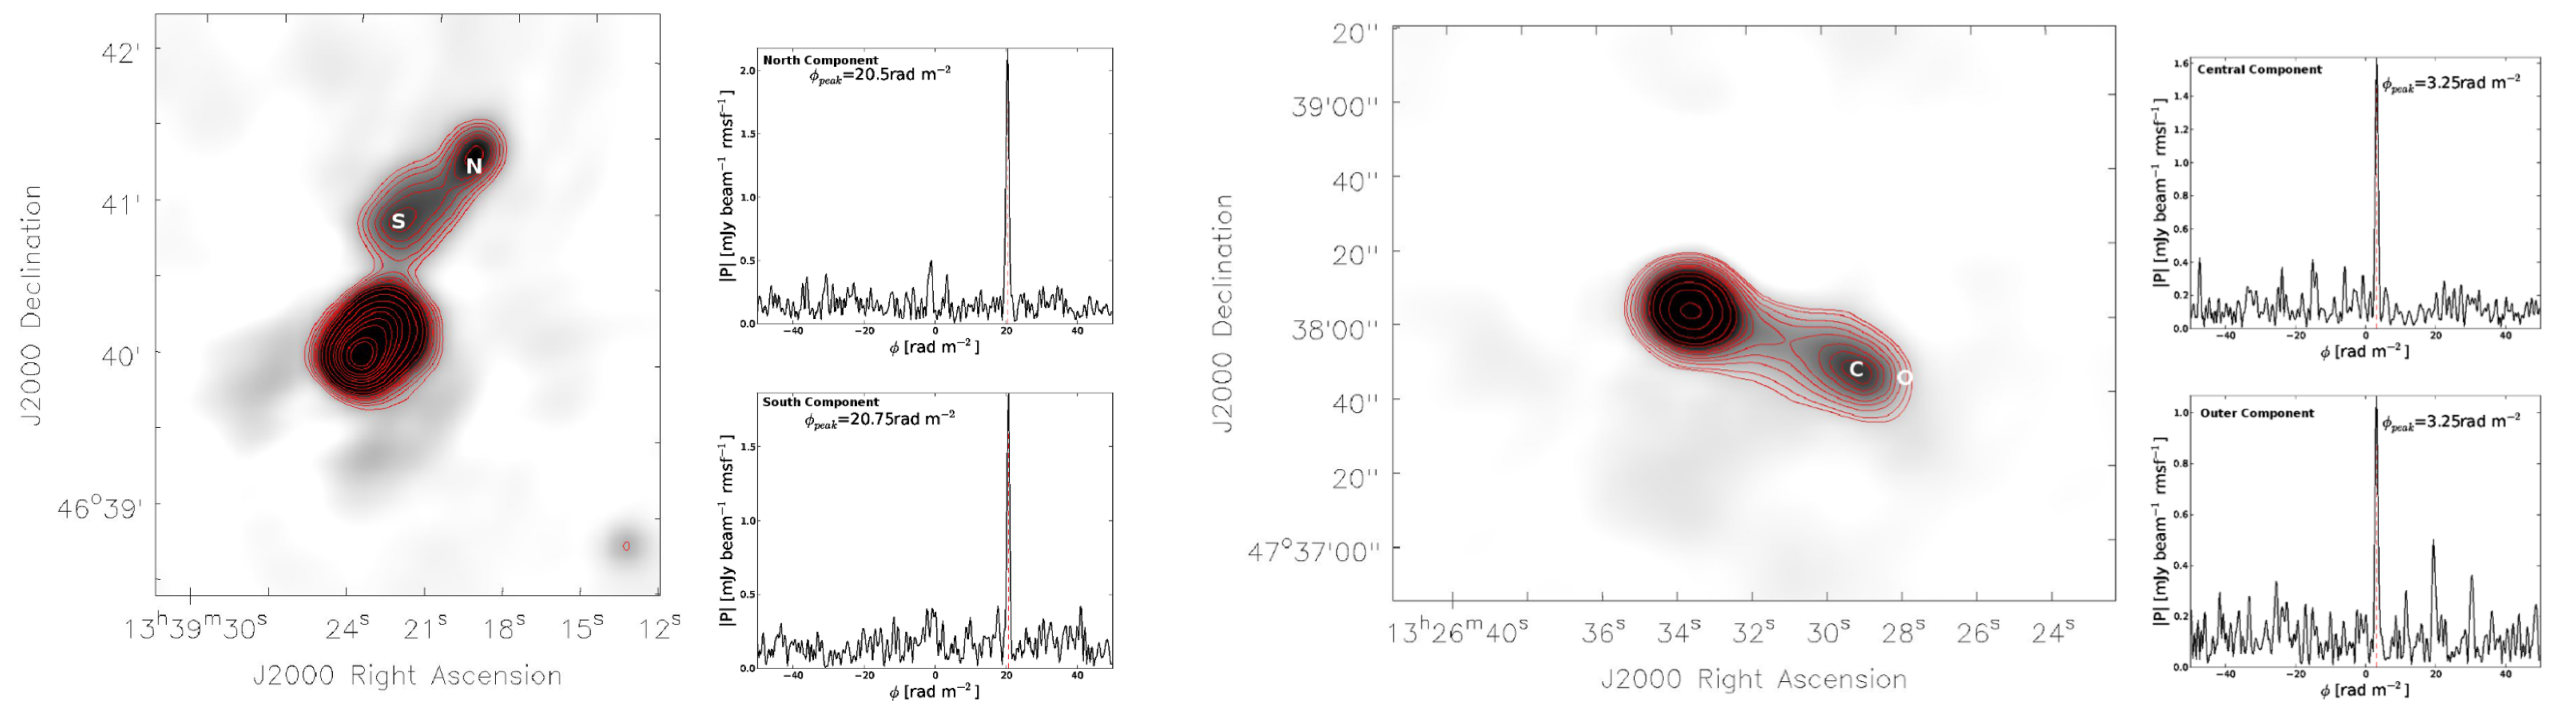 J2000 Declination
42'
41'
40'
46°39'
N
S
13ʰ39ᵐ30ˢ 24ˢ 21ˢ 18ˢ 15ˢ 12ˢ
J2000 Right Ascension
North Component
ϕpeak=20.5rad m⁻²
|P| [mJy beam⁻¹ rmsf⁻¹]
2.0
1.5
1.0
0.5
0.0
−40 −20 0 20 40
ϕ [rad m⁻²]
South Component
ϕpeak=20.75rad m⁻²
|P| [mJy beam⁻¹ rmsf⁻¹]
1.5
1.0
0.5
0.0
−40 −20 0 20 40
ϕ [rad m⁻²]
J2000 Declination
20"
39'00"
40"
20"
38'00"
40"
20"
47°37'00"
C
O
13ʰ26ᵐ40ˢ 36ˢ 34ˢ 32ˢ 30ˢ 28ˢ 26ˢ 24ˢ
J2000 Right Ascension
Central Component
ϕpeak=3.25rad m⁻²
|P| [mJy beam⁻¹ rmsf⁻¹]
1.6
1.4
1.2
1.0
0.8
0.6
0.4
0.2
0.0
−40 −20 0 20 40
ϕ [rad m⁻²]
Outer Component
ϕpeak=3.25rad m⁻²
|P| [mJy beam⁻¹ rmsf⁻¹]
1.0
0.8
0.6
0.4
0.2
0.0
−40 −20 0 20 40
ϕ [rad m⁻²]